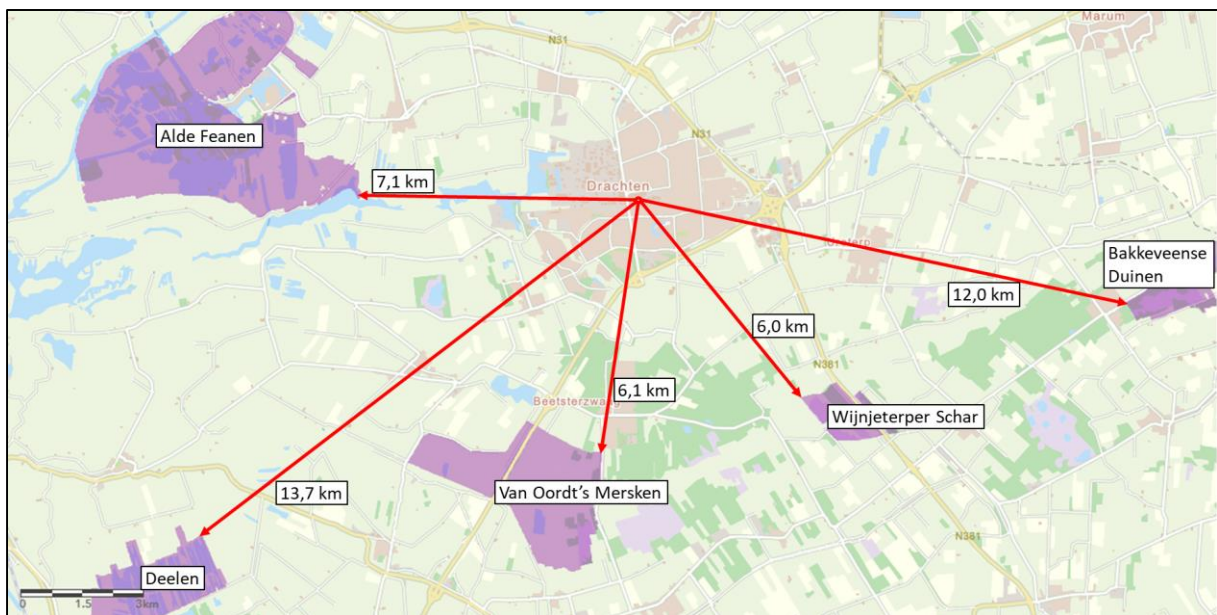 Marum
N31
Alde Feanen
N31
7,1 km
Drachten
Ureterp
Bakkeveense
Duinen
12,0 km
6,0 km
N381
6,1 km
Beetsterzwaag
Wijnjeterper Schar
13,7 km
Van Oordt's Mersken
N381
Deelen
0 1.5 3km